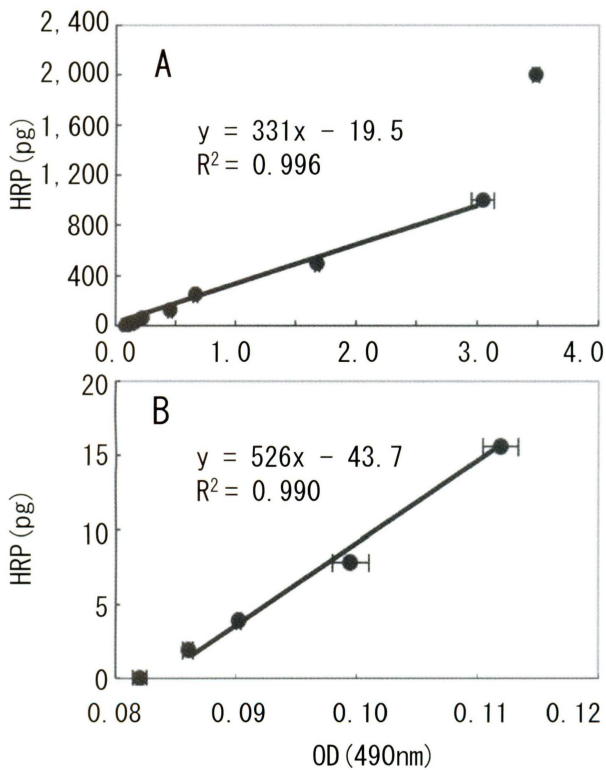 2,400
A
2,000
1,600
1,200
800
400
0
HRP(pg)
y = 331x - 19.5
R² = 0.996
0.0 1.0 2.0 3.0 4.0
20
B
15
10
5
0
HRP(pg)
y = 526x - 43.7
R² = 0.990
0.08 0.09 0.10 0.11 0.12
OD(490nm)